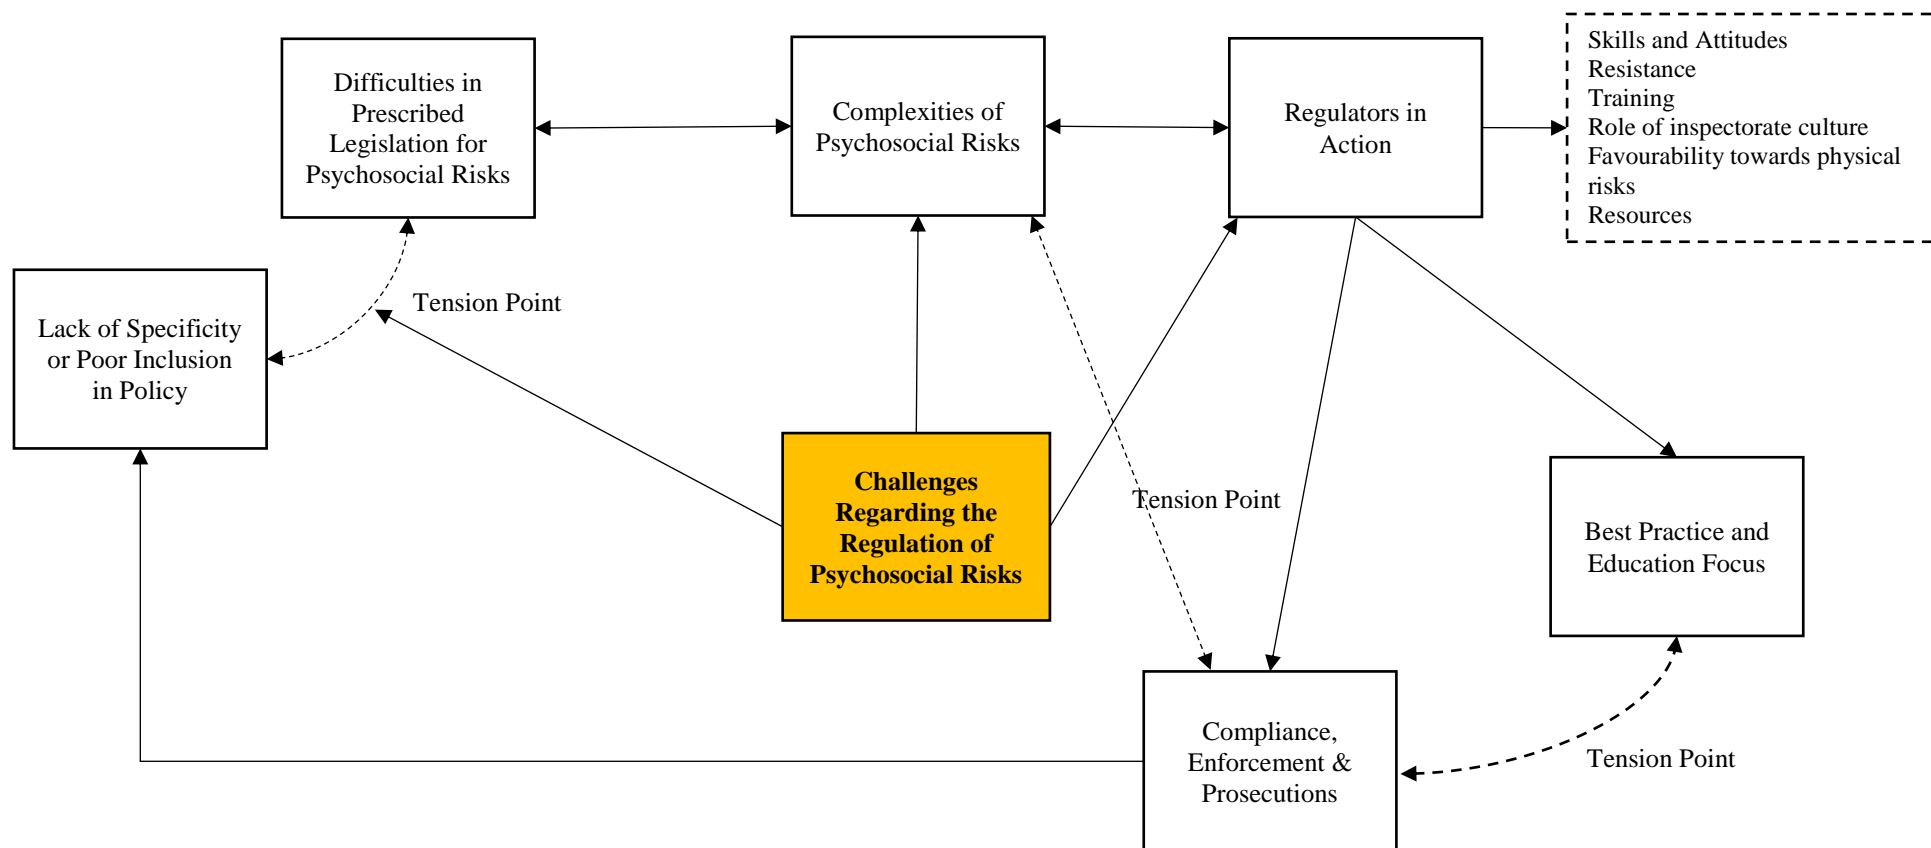 Difficulties in
Prescribed
Legislation for
Psychosocial Risks
Complexities of
Psychosocial Risks
Regulators in
Action
Skills and Attitudes
Resistance
Training
Role of inspectorate culture
Favourability towards physical
risks
Resources
Lack of Specificity
or Poor Inclusion
in Policy
Tension Point
Challenges
Regarding the
Regulation of
Psychosocial Risks
Tension Point
Best Practice and
Education Focus
Compliance,
Enforcement &
Prosecutions
Tension Point